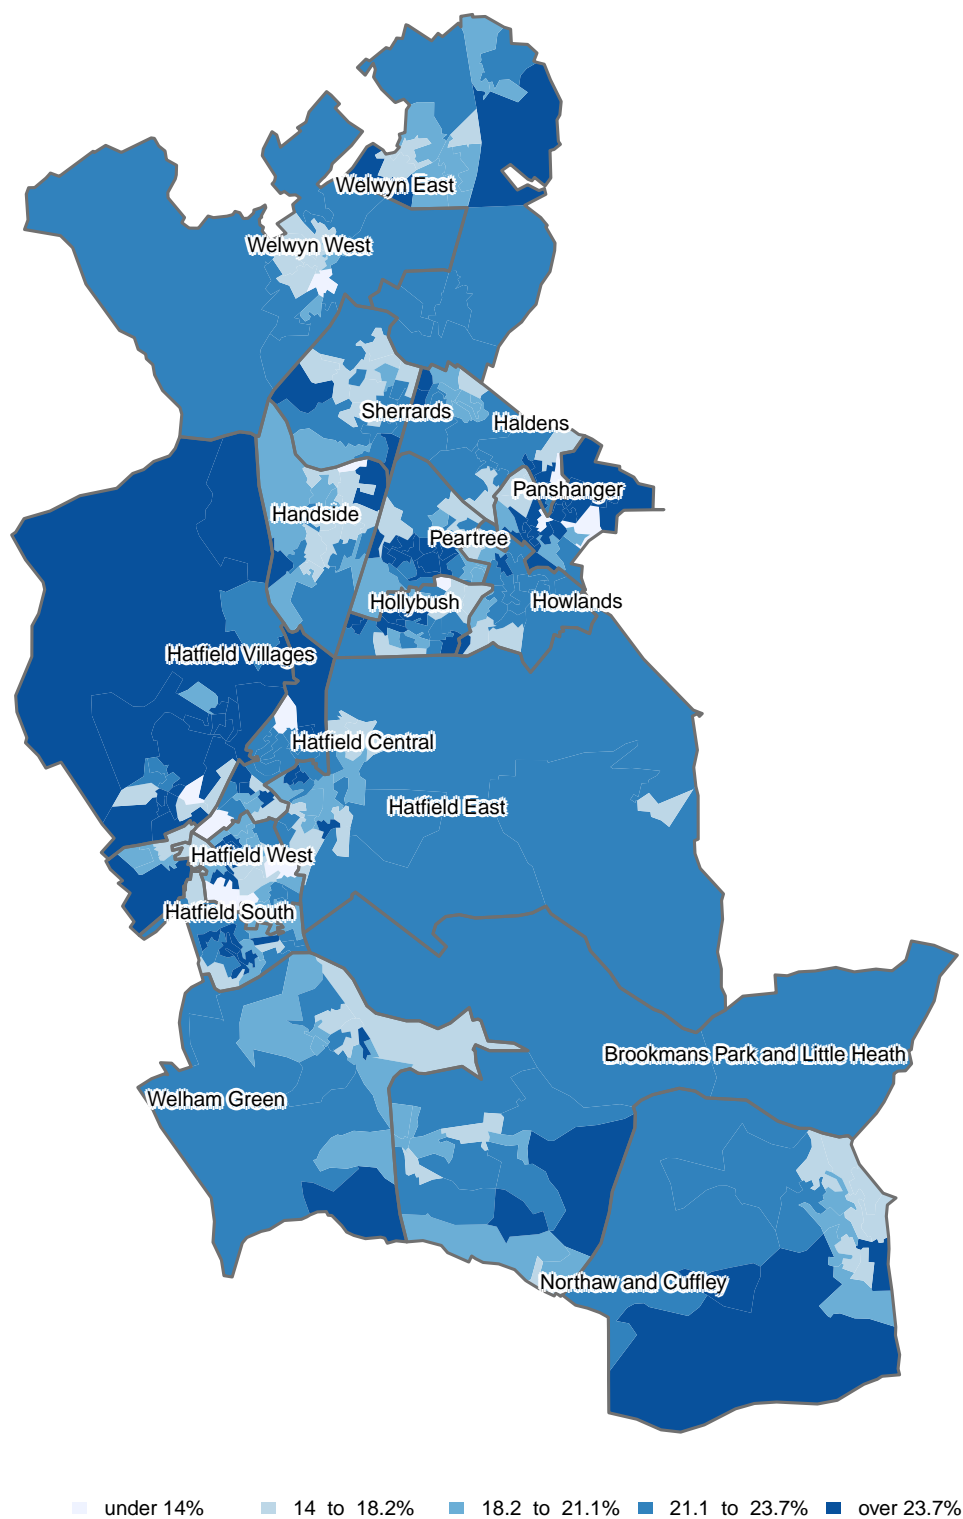 Welwyn East
Welwyn West
Sherrards
Haldens
Panshanger
Handside
Peartree
Hollybush
Howlands
Hatfield Villages
Hatfield Central
Hatfield East
Hatfield West
Hatfield South
Brookmans Park and Little Heath
Welham Green
Northaw and Cuffley
under 14% 14 to 18.2% 18.2 to 21.1% 21.1 to 23.7% over 23.7%